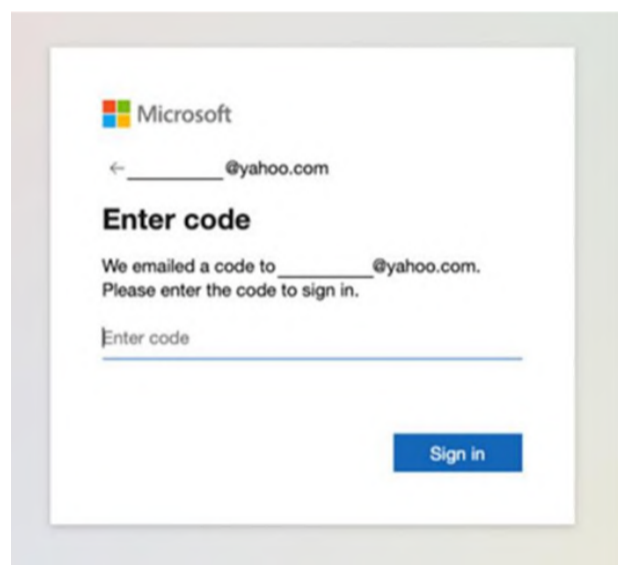 Microsoft
← ________@yahoo.com
Enter code
We emailed a code to ________@yahoo.com.
Please enter the code to sign in.
Enter code
Sign in